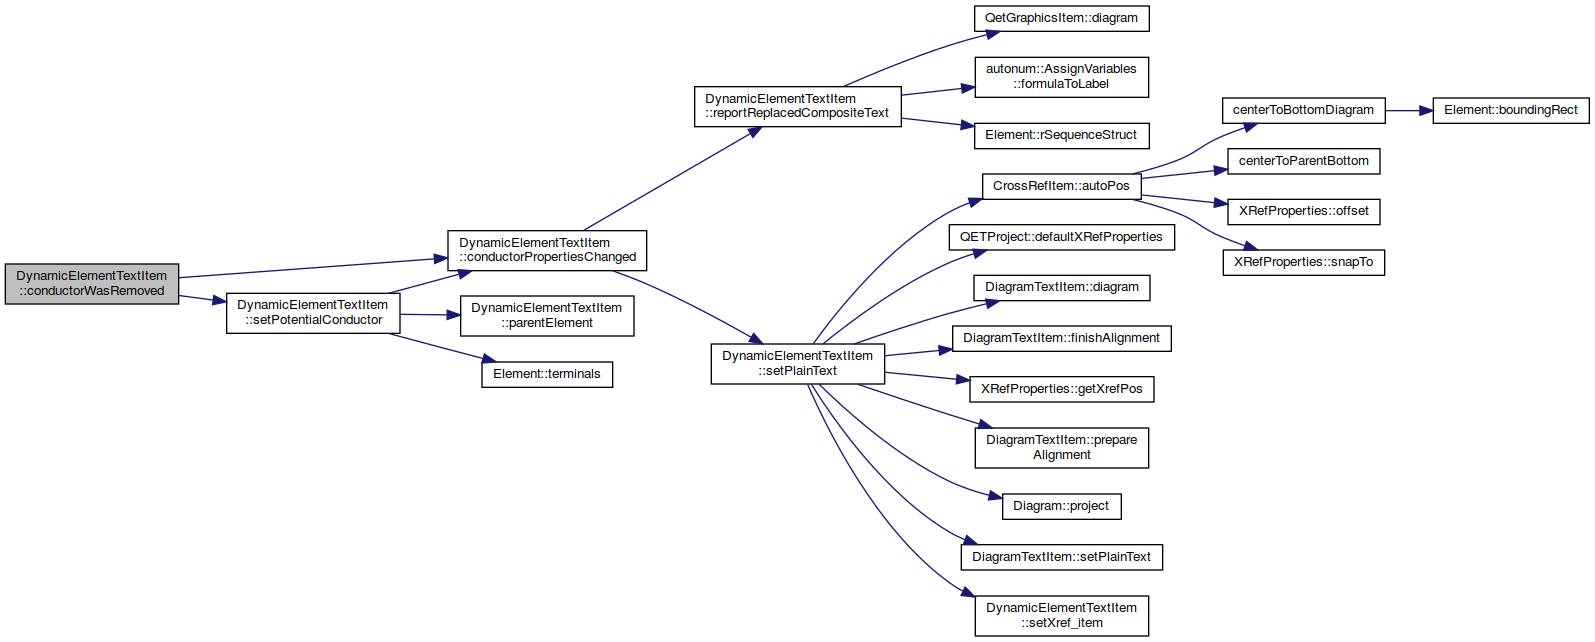 DynamicElementTextItem
::conductorWasRemoved
DynamicElementTextItem
::setPotentialConductor
DynamicElementTextItem
::conductorPropertiesChanged
DynamicElementTextItem
::parentElement
Element::terminals
DynamicElementTextItem
::reportReplacedCompositeText
DynamicElementTextItem
::setPlainText
QetGraphicsItem::diagram
autonum::AssignVariables
::formulaToLabel
Element::rSequenceStruct
CrossRefItem::autoPos
QETProject::defaultXRefProperties
DiagramTextItem::diagram
DiagramTextItem::finishAlignment
XRefProperties::getXrefPos
DiagramTextItem::prepare
Alignment
Diagram::project
DiagramTextItem::setPlainText
DynamicElementTextItem
::setXref_item
centerToBottomDiagram
centerToParentBottom
XRefProperties::offset
XRefProperties::snapTo
Element::boundingRect